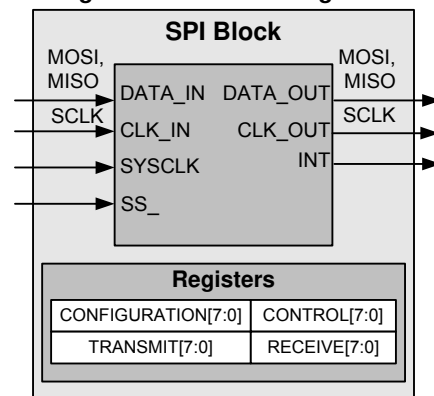 SPI Block
MOSI,
MISO
MOSI,
MISO
DATA_IN DATA_OUT
SCLK
SCLK
CLK_IN CLK_OUT
SYSCLK INT
SS_
Registers
CONFIGURATION[7:0] CONTROL[7:0]
TRANSMIT[7:0] RECEIVE[7:0]